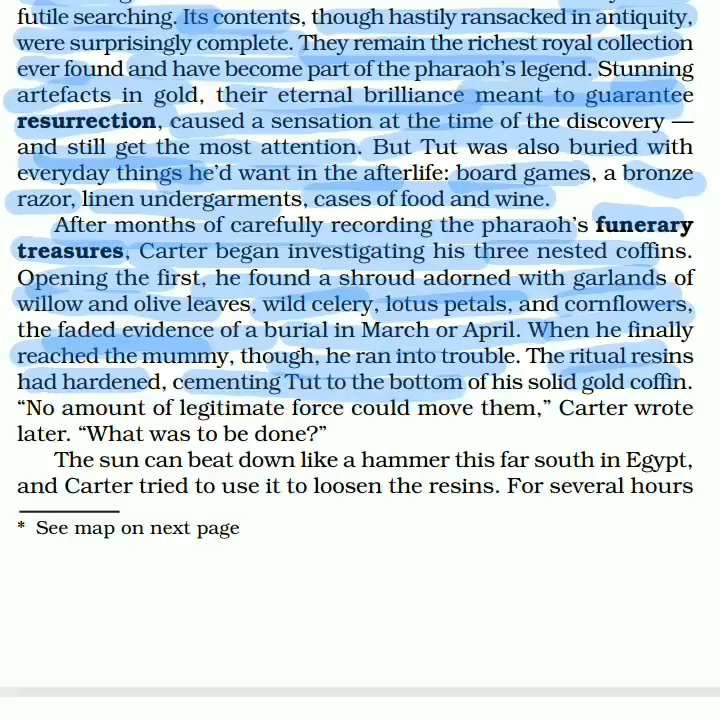 futile searching. Its contents, though hastily ransacked in antiquity,
were surprisingly complete. They remain the richest royal collection
ever found and have become part of the pharaoh's legend. Stunning
artefacts in gold, their eternal brilliance meant to guarantee
resurrection, caused a sensation at the time of the discovery —
and still get the most attention. But Tut was also buried with
everyday things he'd want in the afterlife: board games, a bronze
razor, linen undergarments, cases of food and wine.
After months of carefully recording the pharaoh's funerary
treasures, Carter began investigating his three nested coffins.
Opening the first, he found a shroud adorned with garlands of
willow and olive leaves, wild celery, lotus petals, and cornflowers,
the faded evidence of a burial in March or April. When he finally
reached the mummy, though, he ran into trouble. The ritual resins
had hardened, cementing Tut to the bottom of his solid gold coffin.
“No amount of legitimate force could move them,” Carter wrote
later. “What was to be done?”
The sun can beat down like a hammer this far south in Egypt,
and Carter tried to use it to loosen the resins. For several hours
* See map on next page